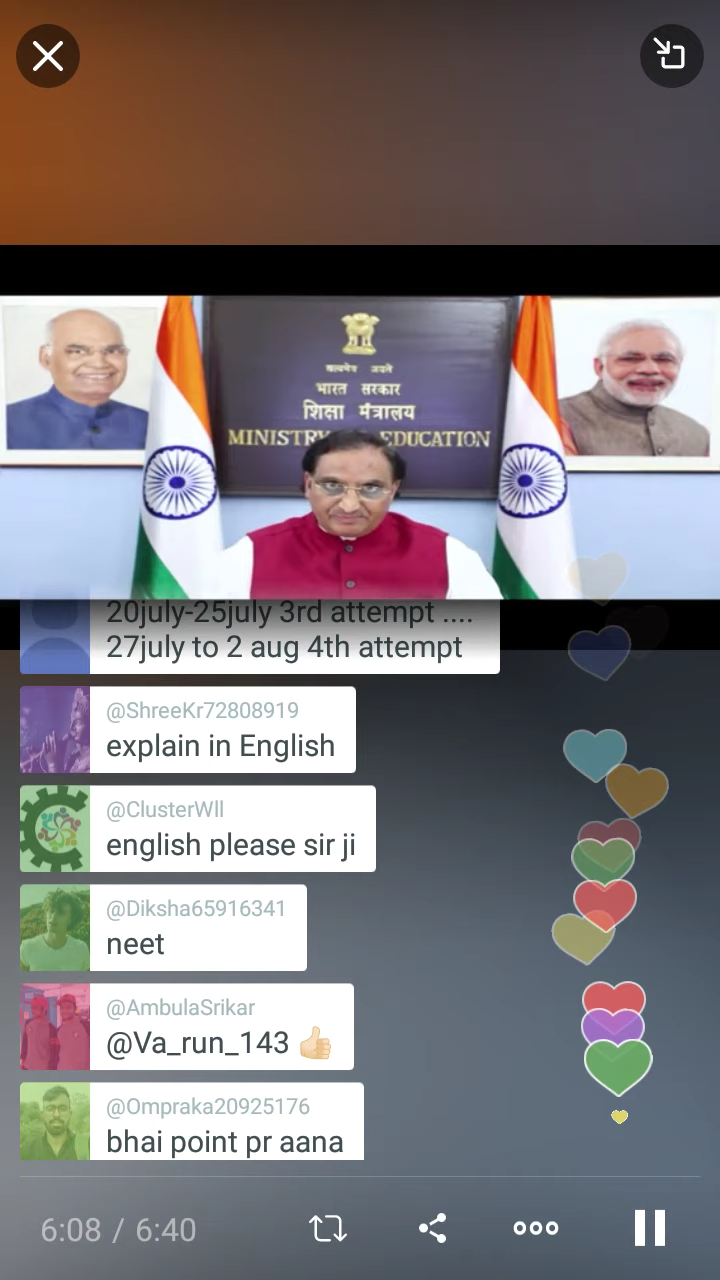 सत्यमेव जयते
भारत सरकार
शिक्षा मंत्रालय
MINISTRY EDUCATION
20july-25july 3rd attempt ....
27july to 2 aug 4th attempt
@ShreeKr72808919
explain in English
@ClusterWll
english please sir ji
@Diksha65916341
neet
@AmbulaSrikar
@Va_run_143 👍🏻
@Ompraka20925176
bhai point pr aana
6:08 / 6:40